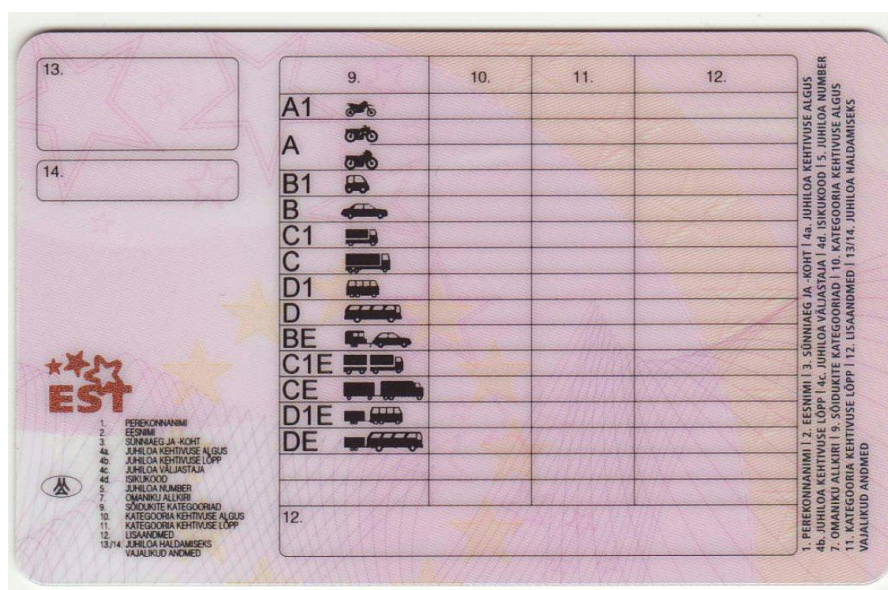 13.
14.
9. 10. 11. 12.
A1
A
B1
B
C1
C
D1
D
BE
C1E
CE
D1E
DE
12.
EST
1. PEREKONNANIMI
2. EESNIMI
3. SÜNNIAEG JA -KOHT
4a. JUHILOA KEHTIVUSE ALGUS
4b. JUHILOA KEHTIVUSE LÕPP
4c. JUHILOA VÄLJASTAJA
4d. ISIKUKOOD
5. JUHILOA NUMBER
7. OMANIKU ALLKIRI
9. SÕIDUKITE KATEGOORIAD
10. KATEGOORIA KEHTIVUSE ALGUS
11. KATEGOORIA KEHTIVUSE LÕPP
12. LISAANDMED
13./14. JUHILOA HALDAMISEKS
VAJALIKUD ANDMED
1. PEREKONNANIMI | 2. EESNIMI | 3. SÜNNIAEG JA -KOHT | 4a. JUHILOA KEHTIVUSE ALGUS
4b. JUHILOA KEHTIVUSE LÕPP | 4c. JUHILOA VÄLJASTAJA | 4d. ISIKUKOOD | 5. JUHILOA NUMBER
7. OMANIKU ALLKIRI | 9. SÕIDUKITE KATEGOORIAD | 10. KATEGOORIA KEHTIVUSE ALGUS
11. KATEGOORIA KEHTIVUSE LÕPP | 12. LISAANDMED | 13/14. JUHILOA HALDAMISEKS
VAJALIKUD ANDMED